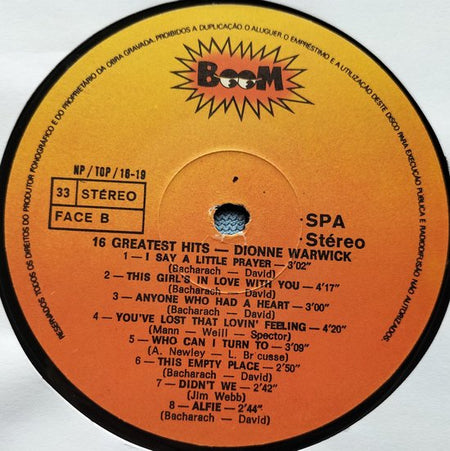 RESERVADOS TODOS OS DIREITOS DO PRODUTOR FONOGRÁFICO E DO PROPRIETÁRIO DA OBRA GRAVADA. PROIBIDOS A DUPLICAÇÃO, O ALUGUER, O EMPRÉSTIMO E A UTILIZAÇÃO DESTE DISCO PARA EXECUÇÃO PÚBLICA E RADIODIFUSÃO NÃO AUTORIZADOS.
BOOM
NP/TOP/16-19
33 STÉREO
FACE B
SPA
Stéreo
16 GREATEST HITS — DIONNE WARWICK
1 — I SAY A LITTLE PRAYER — 3'02"
(Bacharach — David)
2 — THIS GIRL'S IN LOVE WITH YOU — 4'17"
(Bacharach — David)
3 — ANYONE WHO HAD A HEART — 3'00"
(Bacharach — David)
4 — YOU'VE LOST THAT LOVIN' FEELING — 4'20"
(Mann — Weill — Spector)
5 — WHO CAN I TURN TO — 3'09"
(A. Newley — L. Br cusse)
6 — THIS EMPTY PLACE — 2'50"
(Bacharach — David)
7 — DIDN'T WE — 2'42"
(Jim Webb)
8 — ALFIE — 2'44"
(Bacharach — David)